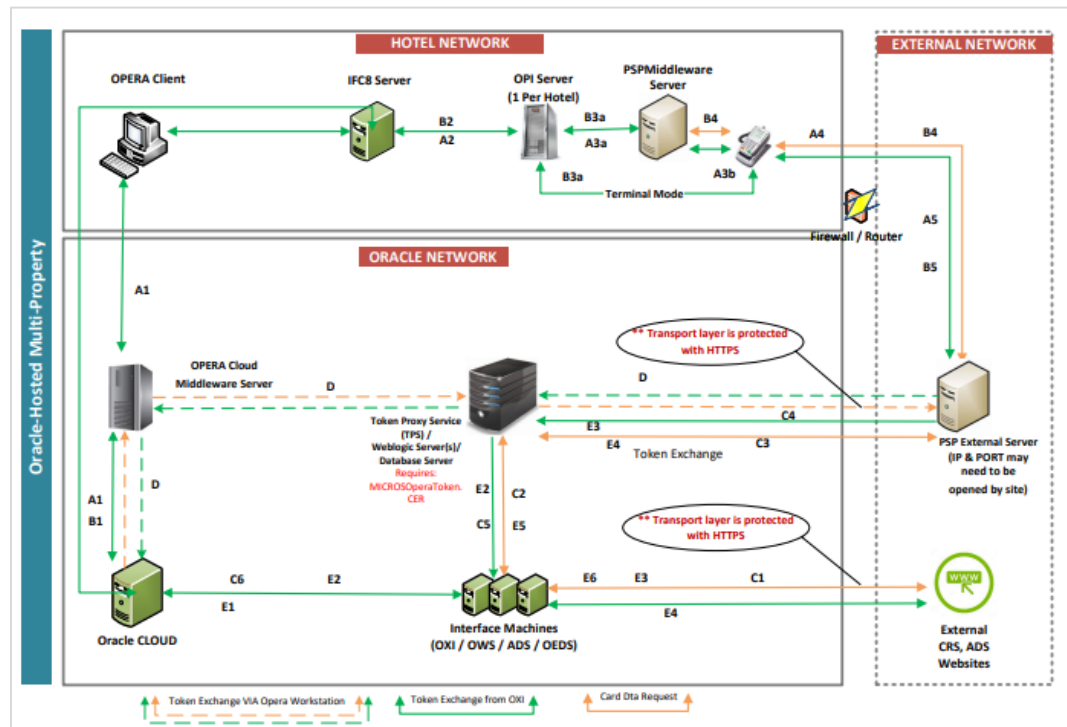 HOTEL NETWORK
EXTERNAL NETWORK
OPERA Client
IFC8 Server
OPI Server
(1 Per Hotel)
PSPMiddleware
Server
B2
A2
B3a
A3a
B4
A3b
B3a
Terminal Mode
A4
B4
A5
B5
Firewall / Router
Oracle-Hosted Multi-Property
ORACLE NETWORK
A1
OPERA Cloud
Middleware Server
D
** Transport layer is protected
with HTTPS
D
C4
E3
E4
C3
Token Exchange
Token Proxy Service
(TPS) /
Weblogic Server(s)/
Database Server
Requires:
MICROSOperaToken.
CER
PSP External Server
(IP & PORT may
need to be
opened by site)
D
A1
B1
E2
C2
C5
E5
** Transport layer is protected
with HTTPS
C6
E2
E1
E6
E3
C1
E4
WWW
Oracle CLOUD
Interface Machines
(OXI / OWS / ADS / OEDS)
External
CRS, ADS
Websites
Token Exchange VIA Opera Workstation
Token Exchange from OXI
Card Dta Request